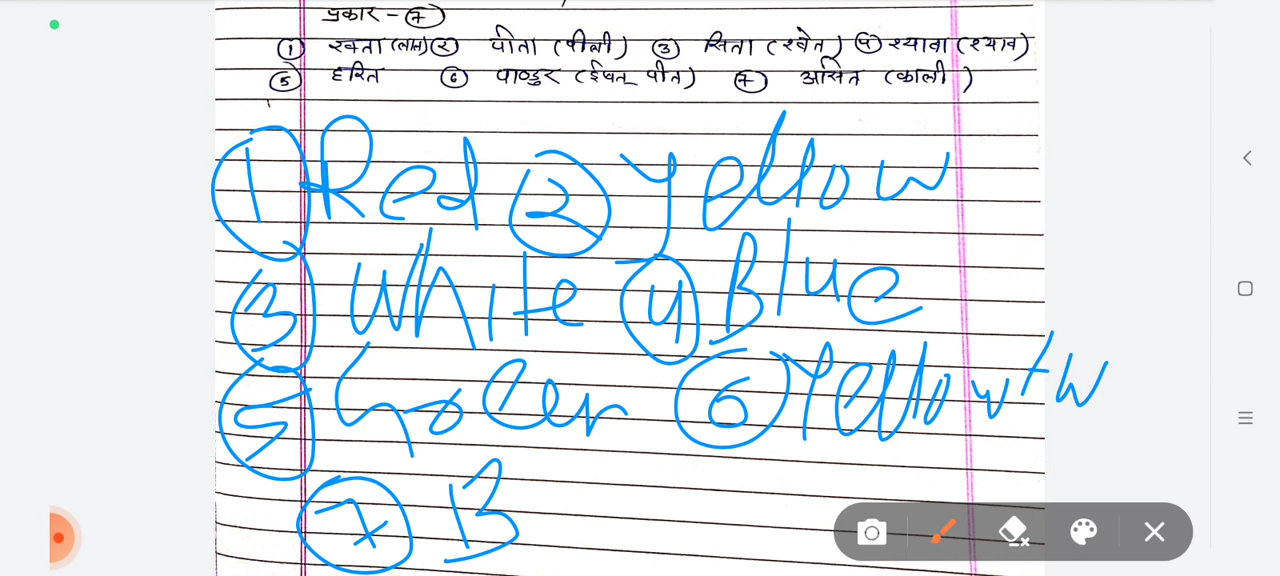 प्रकार - ⑦
① रक्ता (लाल) ② पीता (पीली) ③ सिता (श्वेत) ④ श्यावा (श्याव)
⑤ हरित ⑥ पाण्डुर (ईषत् पीत) ⑦ असित (काली)
① Red ② Yellow
③ White ④ Blue
⑤ ⑥ Yellow + W
⑦ B